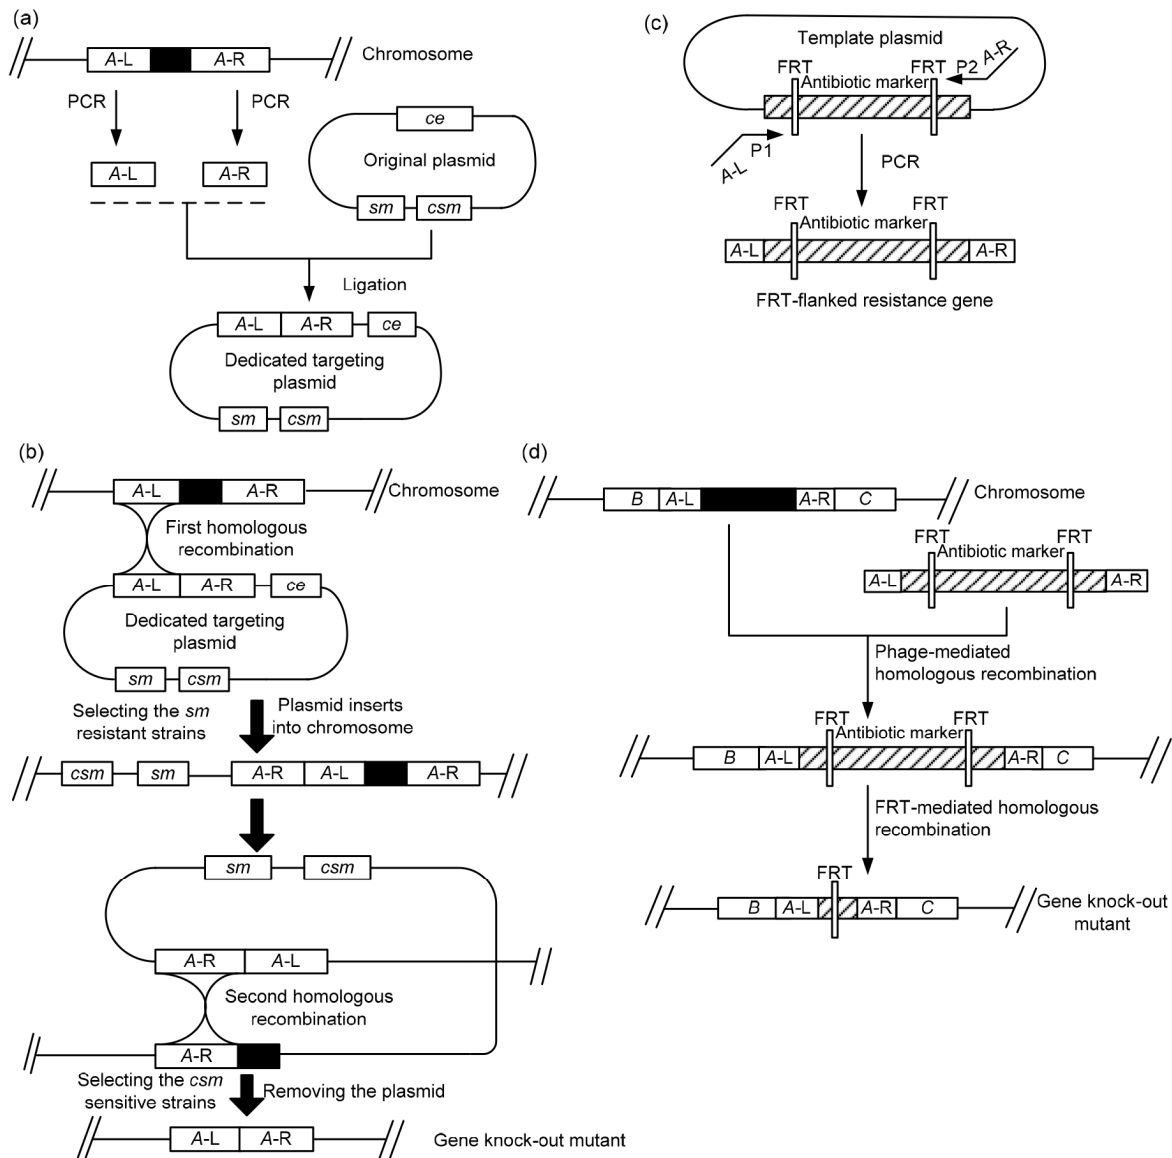 (a)
A-L
A-R
Chromosome
PCR
PCR
A-L
A-R
ce
Original plasmid
sm
csm
Ligation
A-L
A-R
ce
Dedicated targeting
plasmid
sm
csm
(c)
Template plasmid
FRT
FRT
P2
A-R
Antibiotic marker
A-L
P1
PCR
FRT
FRT
Antibiotic marker
A-L
A-R
FRT-flanked resistance gene
(b)
A-L
A-R
Chromosome
First homologous
recombination
A-L
A-R
ce
Dedicated targeting
plasmid
sm
csm
Selecting the sm
resistant strains
Plasmid inserts
into chromosome
csm
sm
A-R
A-L
A-R
sm
csm
A-R
A-L
Second homologous
recombination
A-R
Selecting the csm
sensitive strains
Removing the plasmid
A-L
A-R
Gene knock-out mutant
(d)
B
A-L
A-R
C
Chromosome
FRT
FRT
Antibiotic marker
A-L
A-R
Phage-mediated
homologous recombination
FRT
FRT
Antibiotic marker
B
A-L
A-R
C
FRT-mediated homologous
recombination
FRT
B
A-L
A-R
C
Gene knock-out
mutant